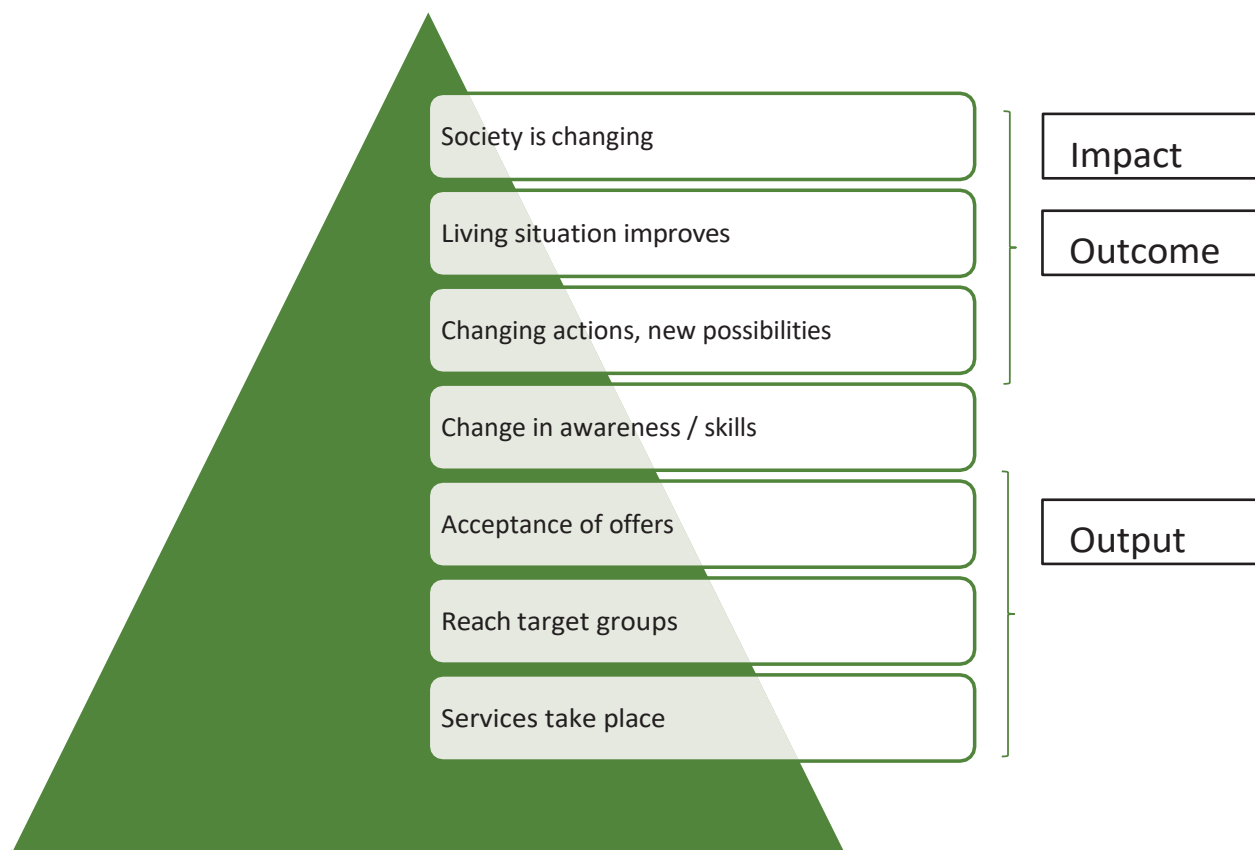 Society is changing
Impact
Living situation improves
Outcome
Changing actions, new possibilities
Change in awareness / skills
Acceptance of offers
Output
Reach target groups
Services take place